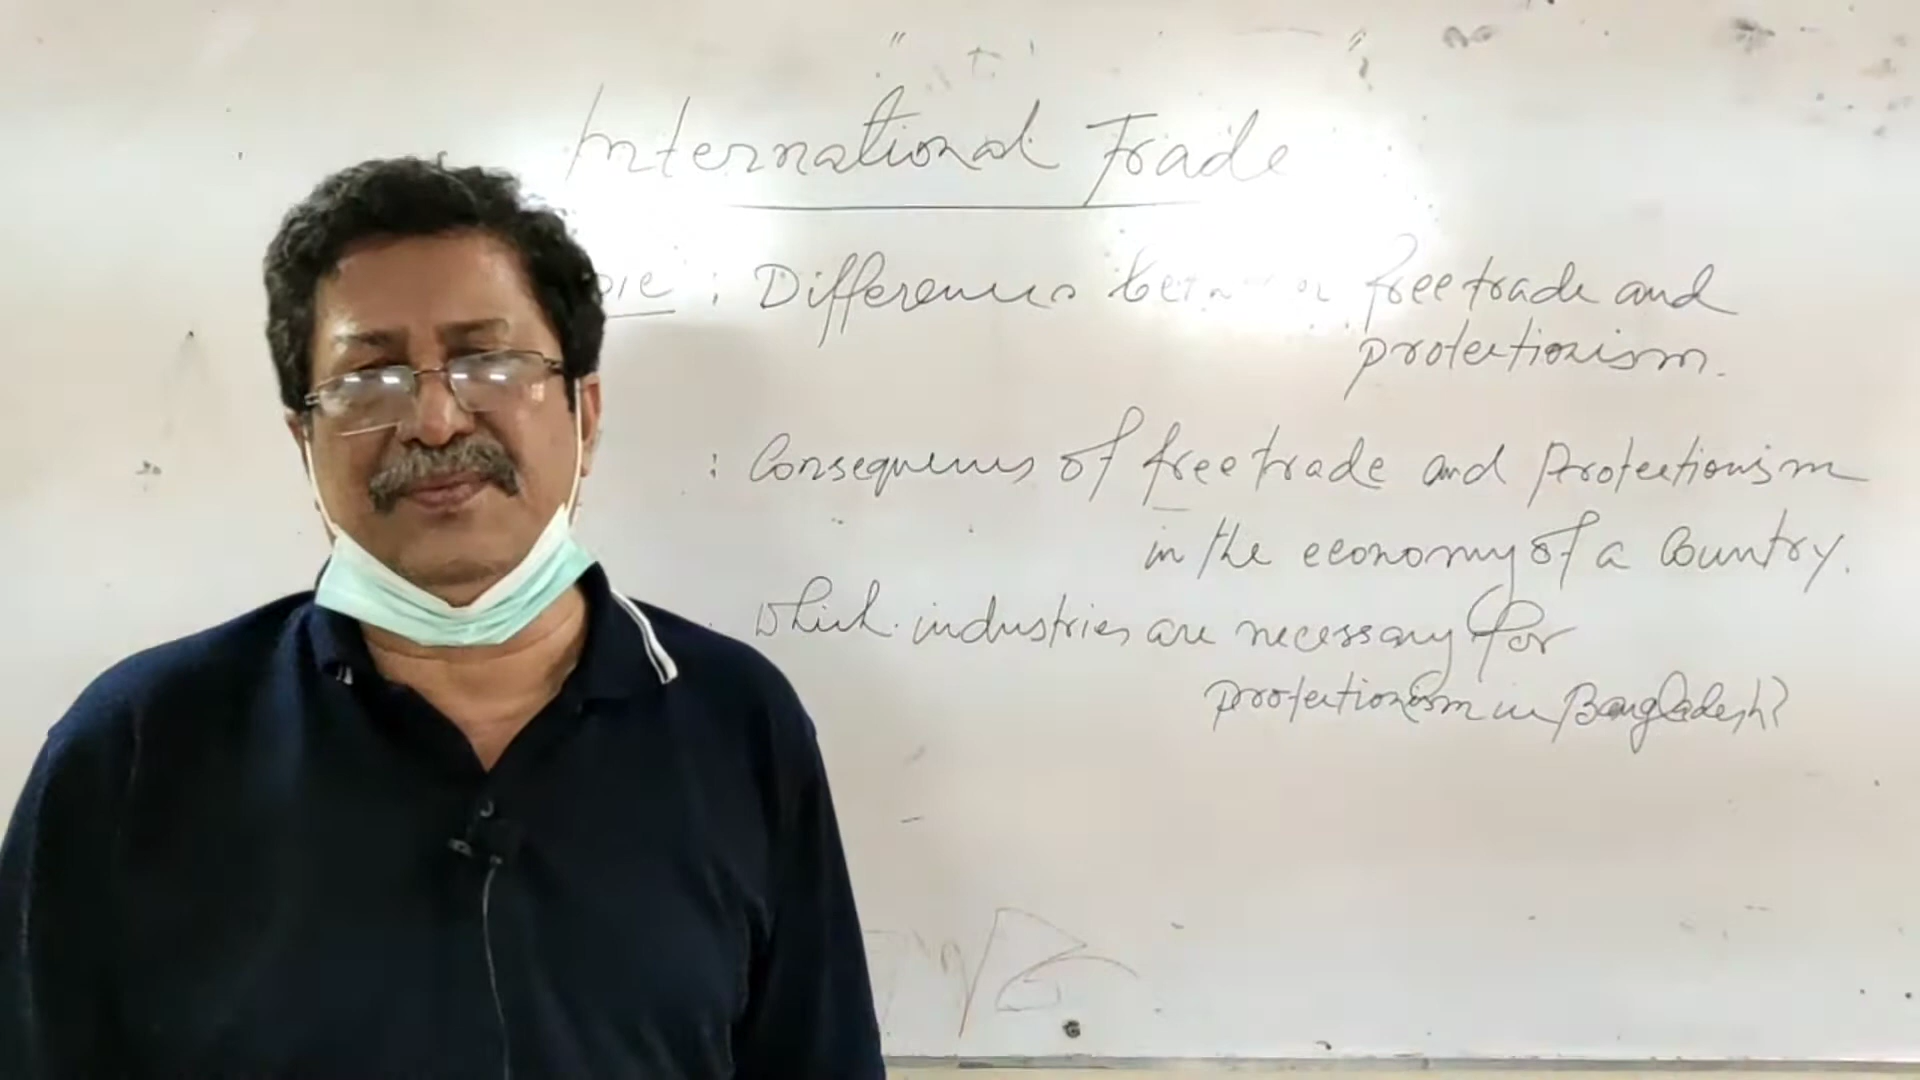 International Trade
: Differences between free trade and
protectionism.
: Consequences of free trade and Protectionism
in the economy of a Country.
Which industries are necessary for
protectionism in Bangladesh?